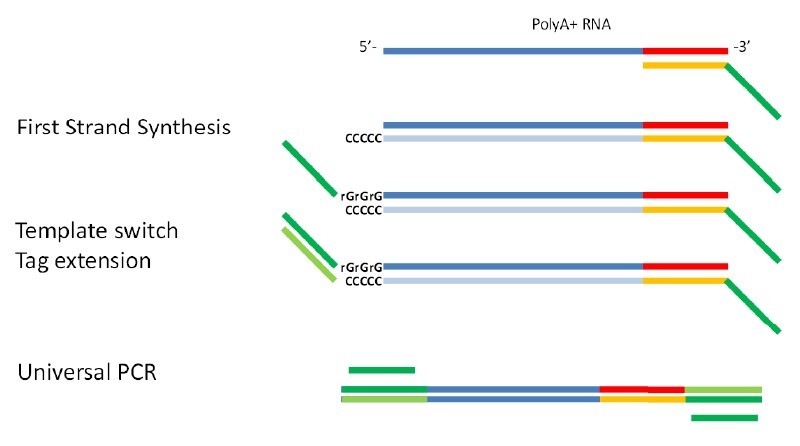 PolyA+ RNA
5’-
-3’
First Strand Synthesis
CCCCC
rGrGrG
CCCCC
Template switch
Tag extension
rGrGrG
CCCCC
Universal PCR